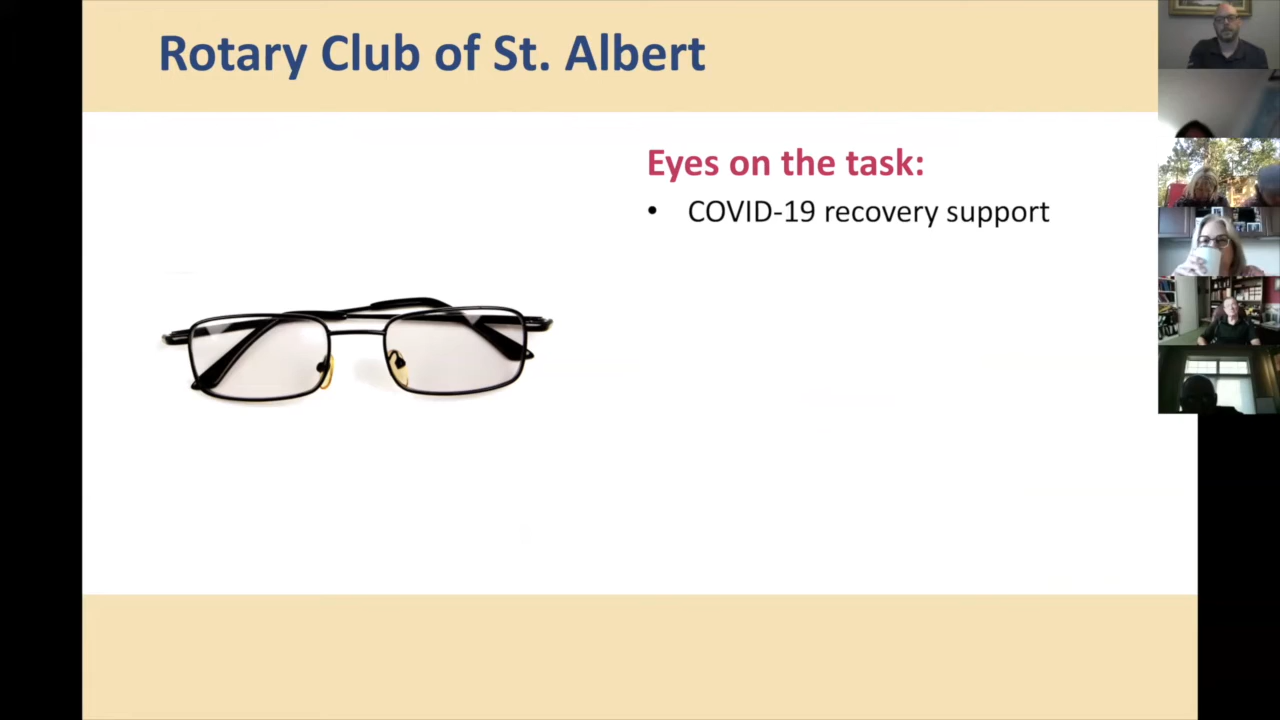 Rotary Club of St. Albert
Eyes on the task:
• COVID-19 recovery support